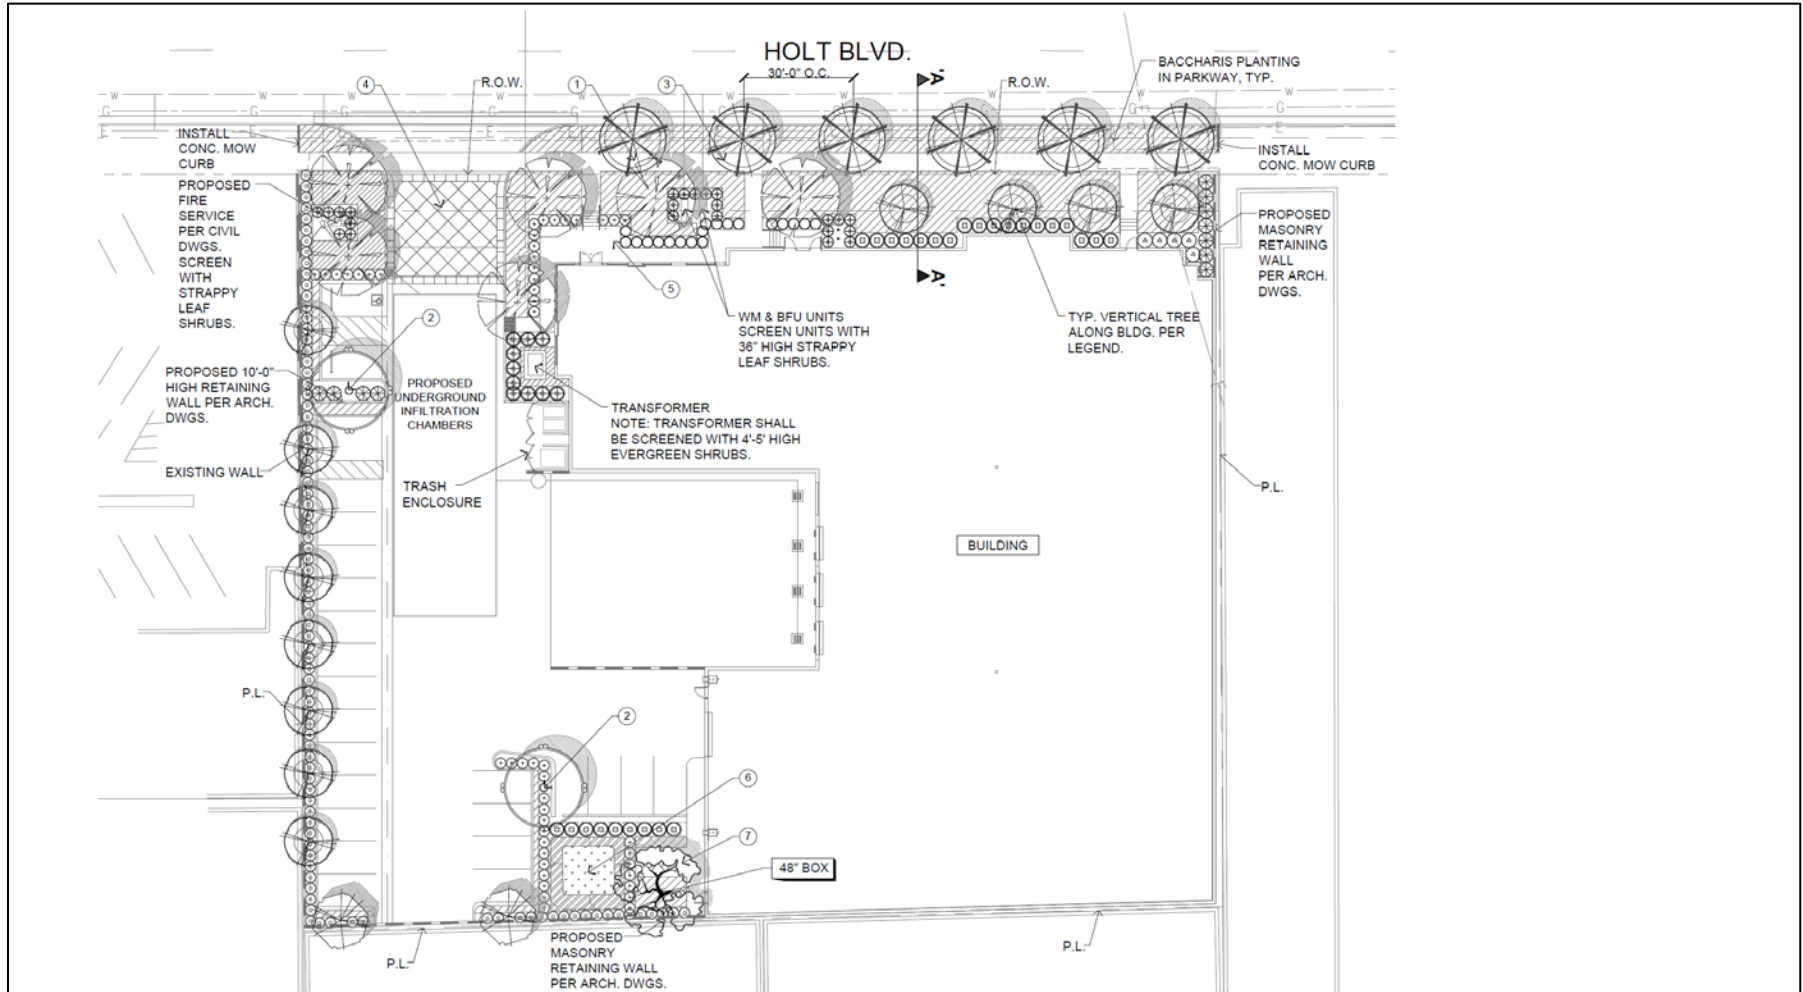 HOLT BLVD.
30'-0" O.C.
'A'
BACCHARIS PLANTING
IN PARKWAY, TYP.
4
R.O.W.
1
3
R.O.W.
W
W
W
W
W
W
W
W
G
G
G
G
G
G
E
E
E
E
INSTALL
CONC. MOW
CURB
INSTALL
CONC. MOW CURB
PROPOSED
FIRE
SERVICE
PER CIVIL
DWGS.
SCREEN
WITH
STRAPPY
LEAF
SHRUBS.
PROPOSED
MASONRY
RETAINING
WALL
PER ARCH.
DWGS.
'A'
5
2
WM & BFU UNITS
SCREEN UNITS WITH
36" HIGH STRAPPY
LEAF SHRUBS.
TYP. VERTICAL TREE
ALONG BLDG. PER
LEGEND.
PROPOSED 10'-0"
HIGH RETAINING
WALL PER ARCH.
DWGS.
PROPOSED
UNDERGROUND
INFILTRATION
CHAMBERS
TRANSFORMER
NOTE: TRANSFORMER SHALL
BE SCREENED WITH 4'-5' HIGH
EVERGREEN SHRUBS.
EXISTING WALL
TRASH
ENCLOSURE
P.L.
BUILDING
P.L.
2
6
7
48" BOX
PROPOSED
MASONRY
RETAINING WALL
PER ARCH. DWGS.
P.L.
P.L.